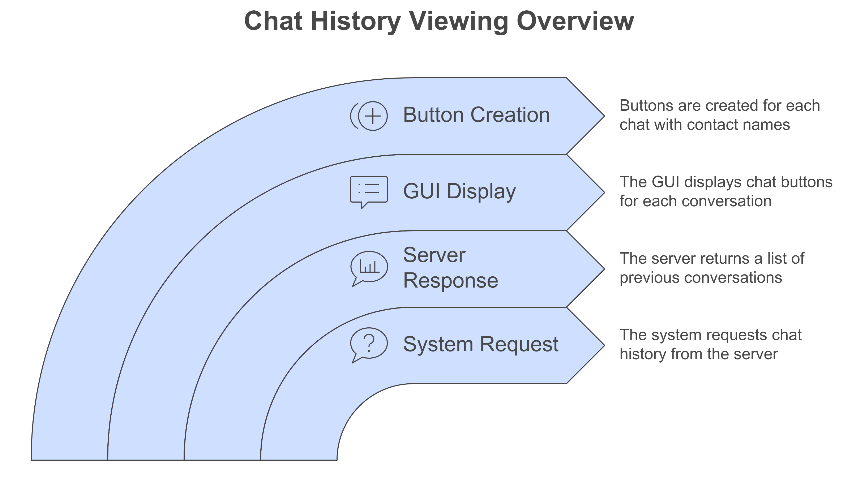 Chat History Viewing Overview
Button Creation
Buttons are created for each
chat with contact names
GUI Display
The GUI displays chat buttons
for each conversation
Server
Response
The server returns a list of
previous conversations
System Request
The system requests chat
history from the server